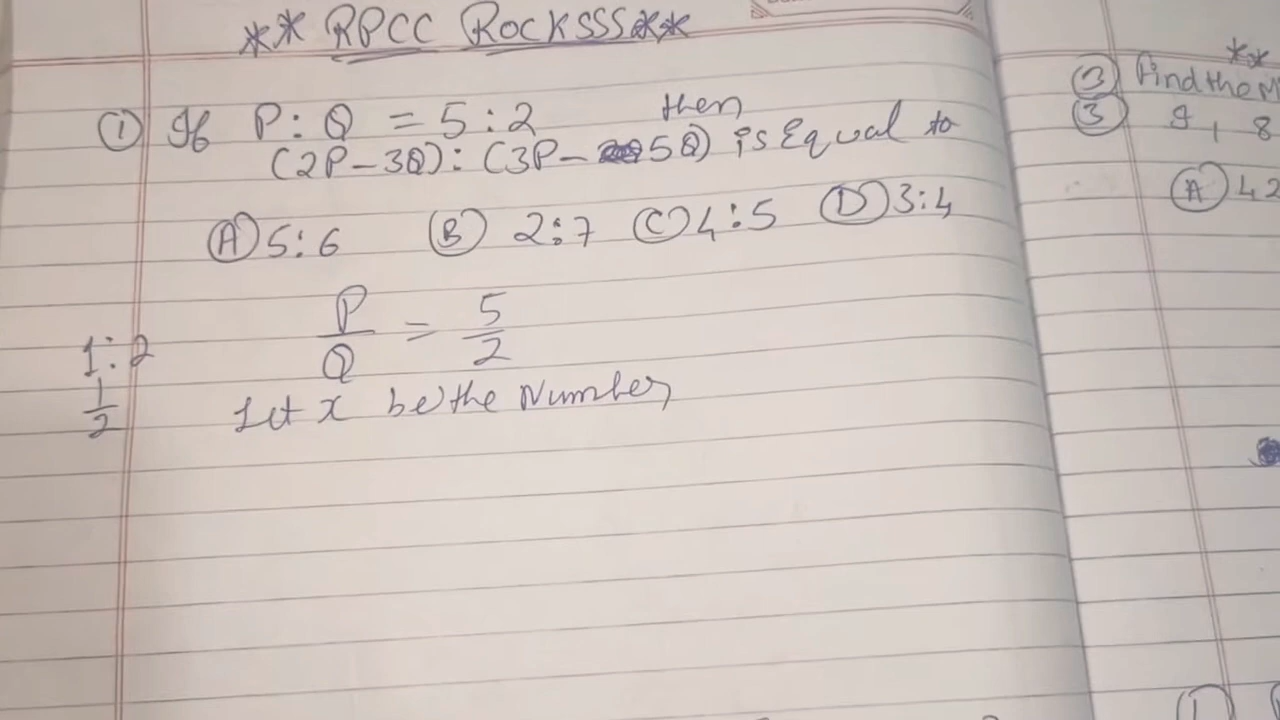 ** RPCC ROCKSSS**
① If P:Q = 5:2 then
(2P-3Q):(3P-5Q) is Equal to
Ⓐ 5:6 Ⓑ 2:7 Ⓒ 4:5 Ⓓ 3:4
P/Q = 5/2
1:2
1/2
Let x be the Number,
**
③ Find the M
③ 9, 8
Ⓐ 42